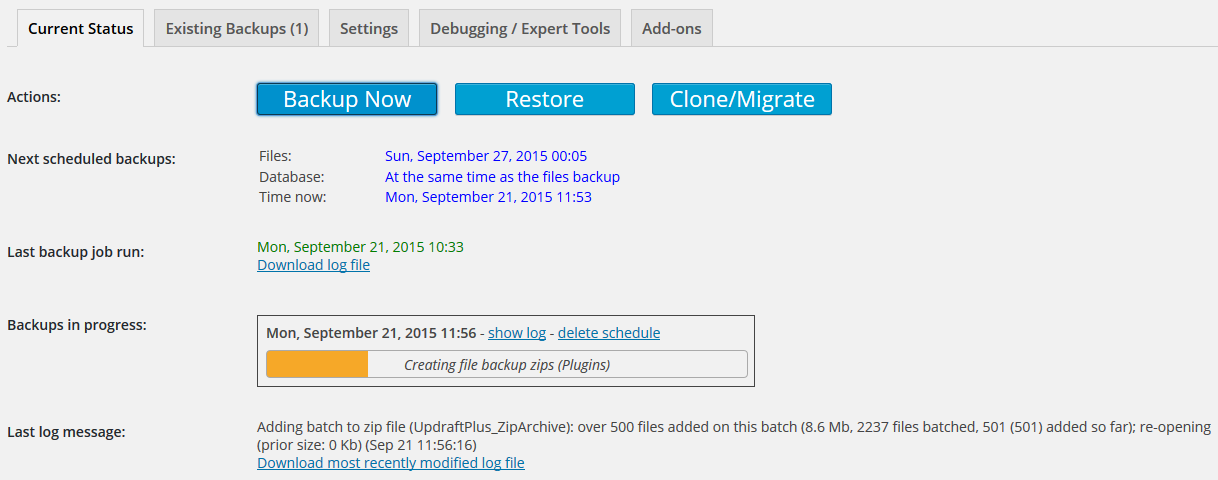 Current Status Existing Backups (1) Settings Debugging / Expert Tools Add-ons
Actions: Backup Now Restore Clone/Migrate
Next scheduled backups: Files: Sun, September 27, 2015 00:05
Database: At the same time as the files backup
Time now: Mon, September 21, 2015 11:53
Last backup job run: Mon, September 21, 2015 10:33
Download log file
Backups in progress: Mon, September 21, 2015 11:56 - show log - delete schedule
Creating file backup zips (Plugins)
Last log message: Adding batch to zip file (UpdraftPlus_ZipArchive): over 500 files added on this batch (8.6 Mb, 2237 files batched, 501 (501) added so far); re-opening
(prior size: 0 Kb) (Sep 21 11:56:16)
Download most recently modified log file